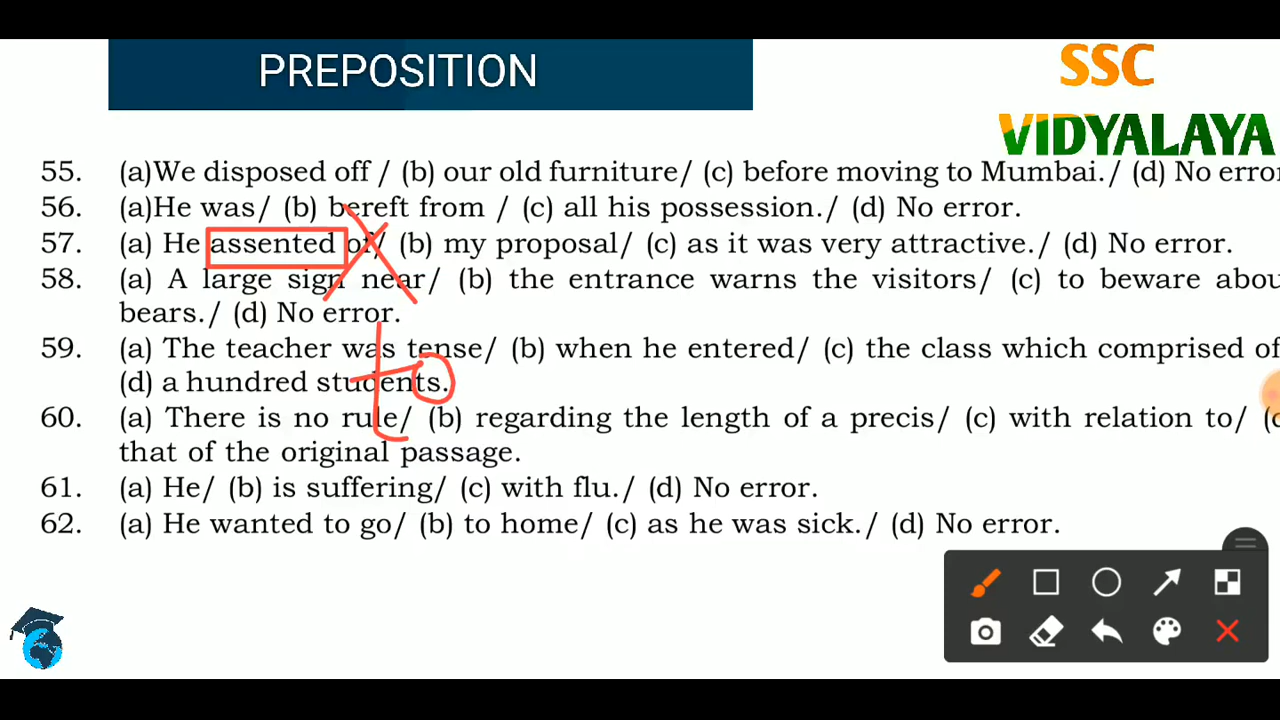 PREPOSITION
SSC
VIDYALAYA
55. (a)We disposed off / (b) our old furniture/ (c) before moving to Mumbai./ (d) No
56. (a)He was/ (b) bereft from / (c) all his possession./ (d) No error.
57. (a) He assented of/ (b) my proposal/ (c) as it was very attractive./ (d) No error.
58. (a) A large sign near/ (b) the entrance warns the visitors/ (c) to beware
bears./ (d) No error.
59. (a) The teacher was tense/ (b) when he entered/ (c) the class which comprised of
(d) a hundred students.
to
60. (a) There is no rule/ (b) regarding the length of a precis/ (c) with relation to/
that of the original passage.
61. (a) He/ (b) is suffering/ (c) with flu./ (d) No error.
62. (a) He wanted to go/ (b) to home/ (c) as he was sick./ (d) No error.